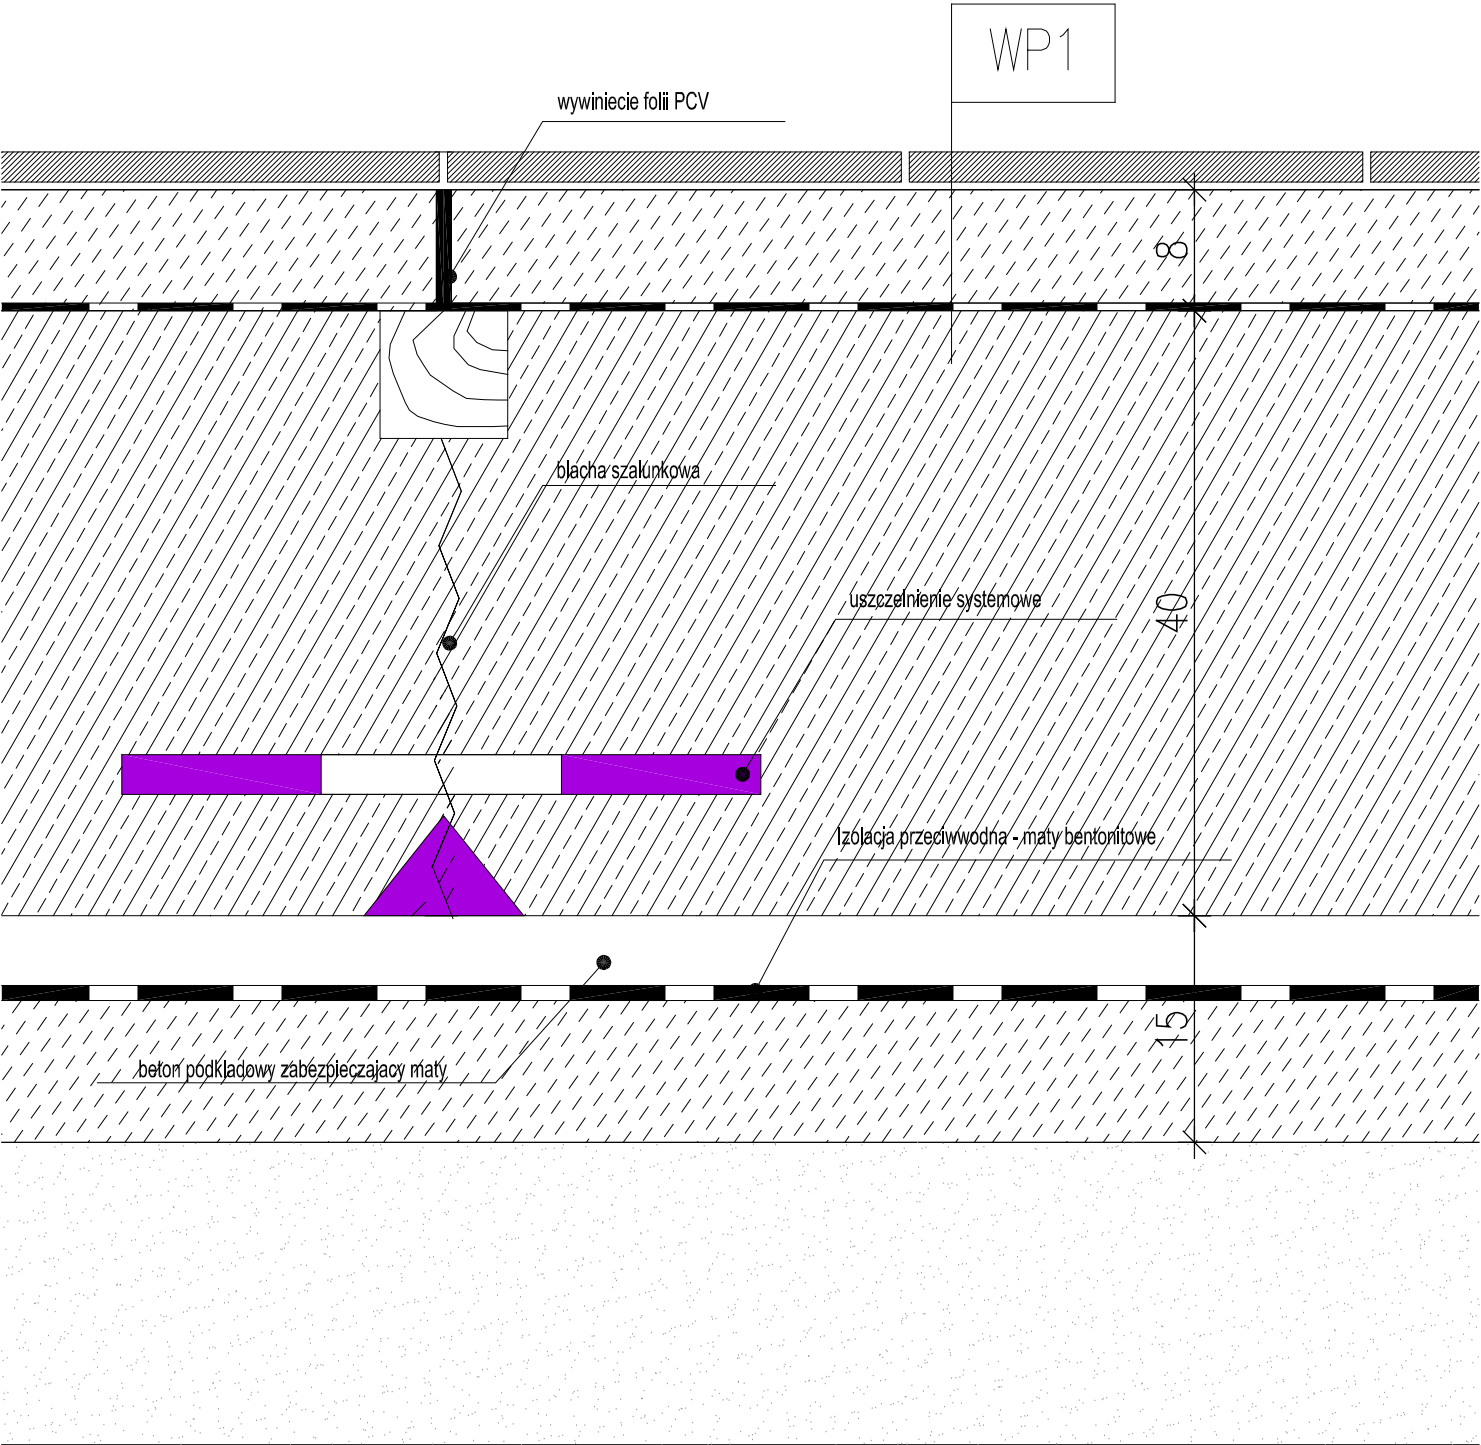 WP1
wywiniecie folii PCV
8
blacha szalunkowa
uszczelnienie systemowe
40
Izolacja przeciwwodna - maty bentonitowe
15
beton podkladowy zabezpieczajacy maty